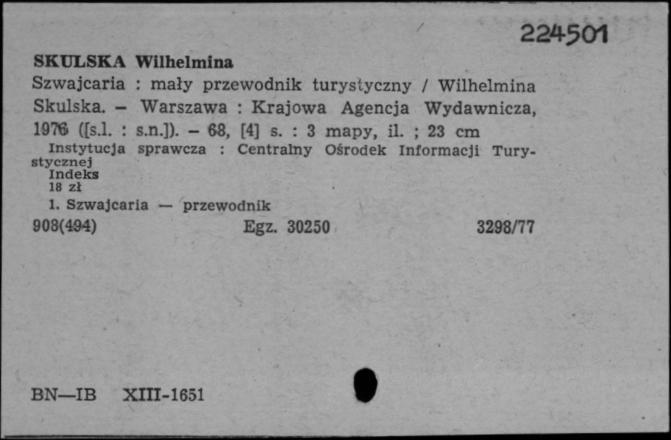 224501
SKULSKA Wilhelmina
Szwajcaria : mały przewodnik turystyczny / Wilhelmina
Skulska. — Warszawa : Krajowa Agencja Wydawnicza,
1976 ([s.l. : s.n.]). — 68, [4] s. : 3 mapy, il. ; 23 cm
Instytucja sprawcza : Centralny Ośrodek Informacji Tury-
stycznej
Indeks
18 zł
1. Szwajcaria — przewodnik
908(494) Egz. 30250 3298/77
BN—IB XIII-1651